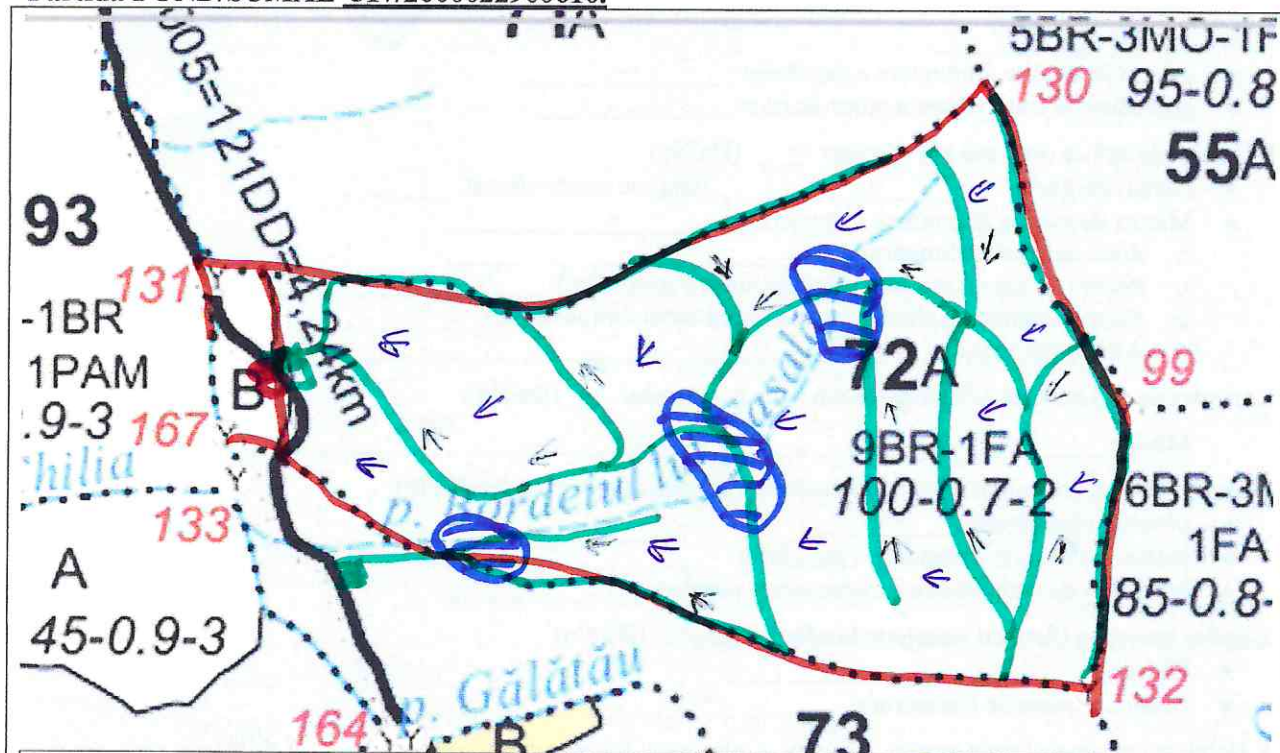 71A
5BR-3MO-1F
130
95-0.8
55A
005=121DD=4,24km
93
131
-1BR
1PAM
.9-3
B
167
hilia
133
A
45-0.9-3
164
p. Gălătău
B
73
p. Bordeiul lui
72A
9BR-1FA
100-0.7-2
99
6BR-3M
1FA
85-0.8-
132
Y
Y
Y
Y
Y